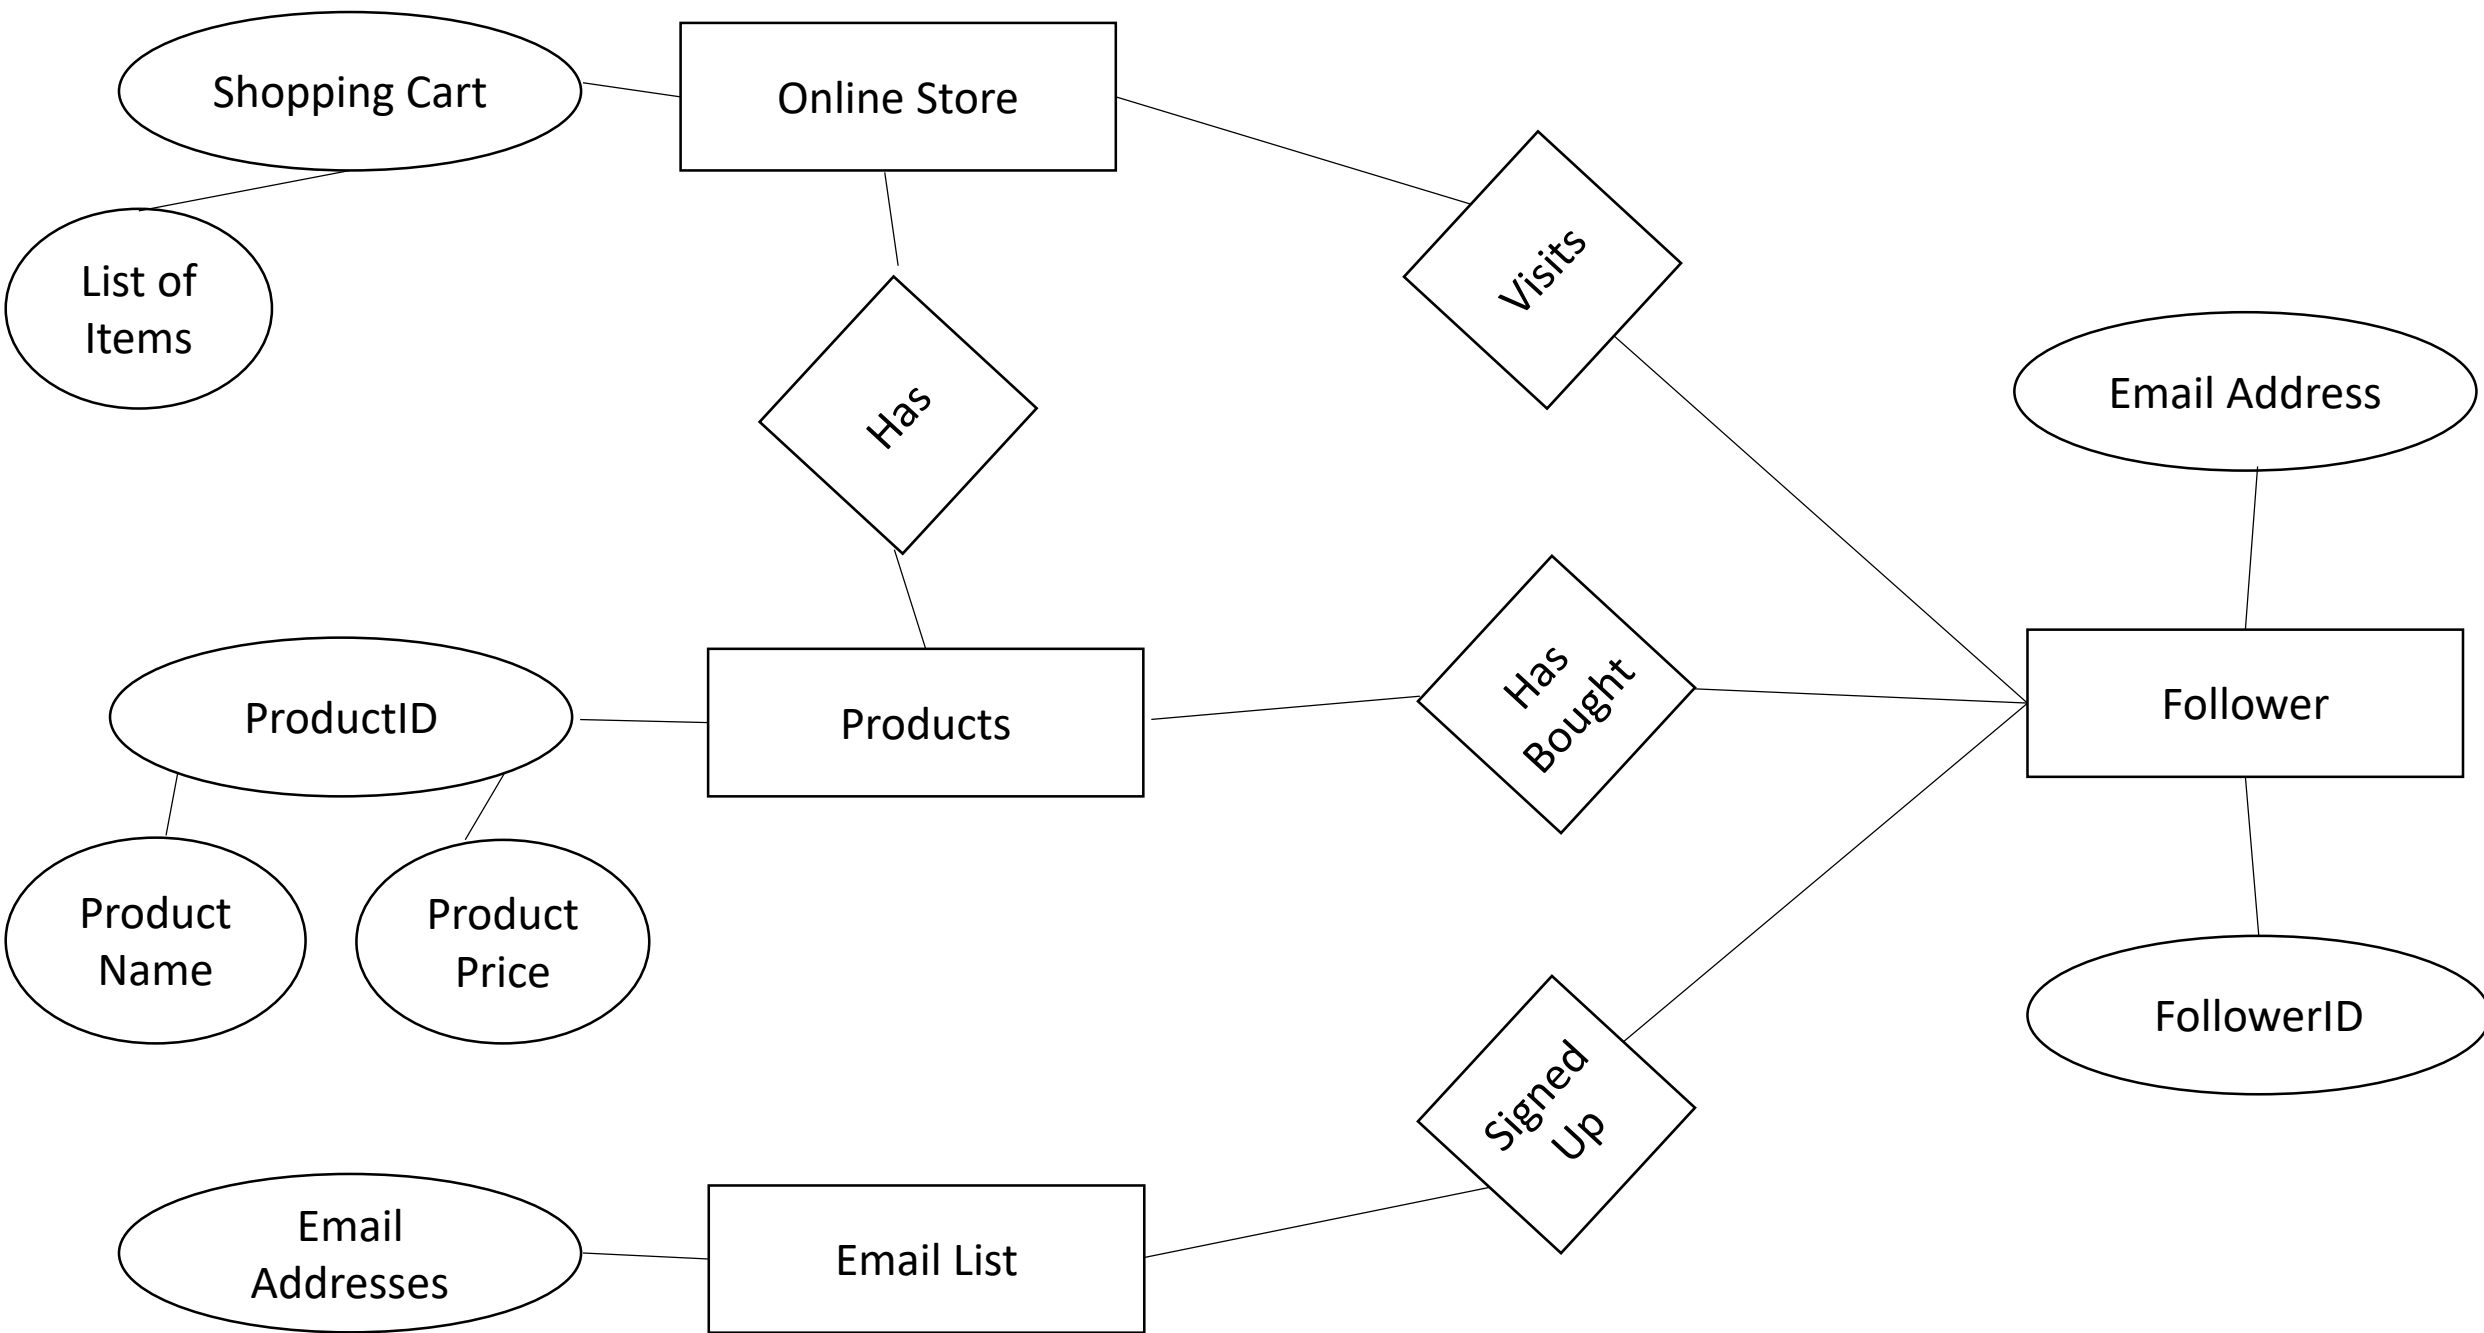 Shopping Cart
Online Store
List of
Items
Visits
Has
Email Address
ProductID
Products
Has
Bought
Follower
Product
Name
Product
Price
FollowerID
Signed
Up
Email
Addresses
Email List